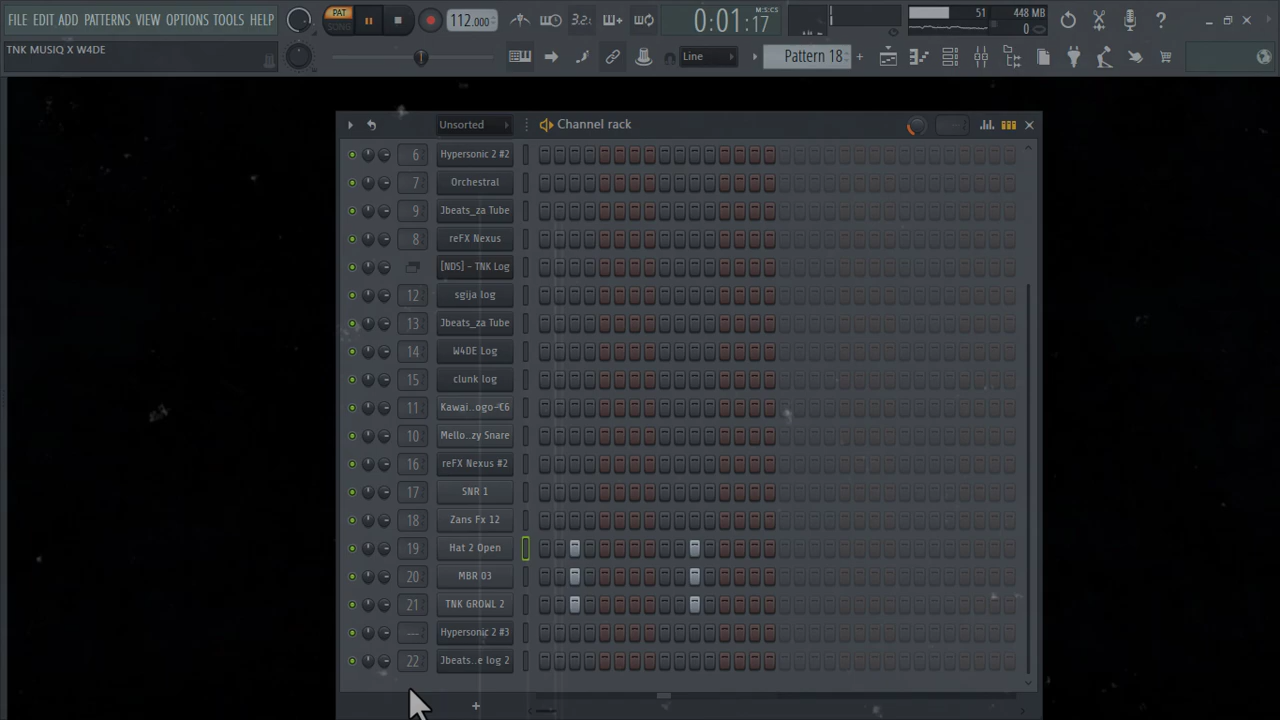 FILE EDIT ADD PATTERNS VIEW OPTIONS TOOLS HELP
PAT
SONG
112.000
3.2
0:01:17
M:S:CS
51
448 MB
0
TNK MUSIQ X W4DE
Line
Pattern 18
Unsorted
Channel rack
6 Hypersonic 2 #2
7 Orchestral
9 Jbeats_za Tube
8 reFX Nexus
[NDS] - TNK Log
12 sgija log
13 Jbeats_za Tube
14 W4DE Log
15 clunk log
11 Kawai..ogo-€6
10 Mello..zy Snare
16 reFX Nexus #2
17 SNR 1
18 Zans Fx 12
19 Hat 2 Open
20 MBR 03
21 TNK GROWL 2
--- Hypersonic 2 #3
22 Jbeats..e log 2